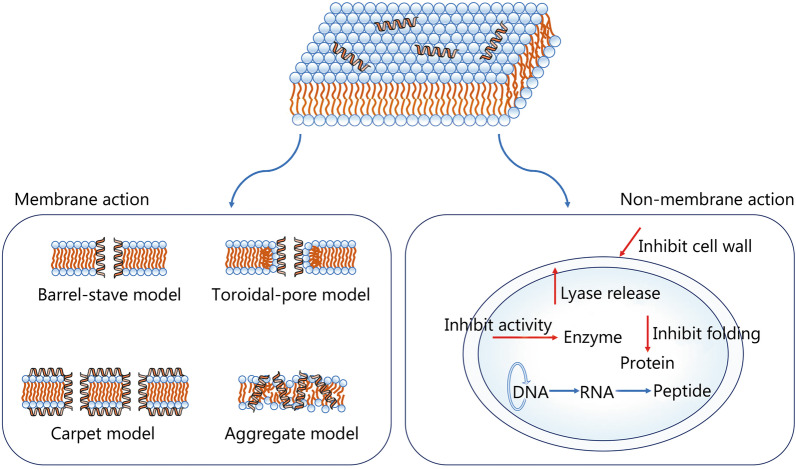 Membrane action
Non-membrane action
Barrel-stave model
Toroidal-pore model
Carpet model
Aggregate model
Inhibit cell wall
Lyase release
Inhibit activity
Enzyme
Inhibit folding
Protein
DNA
RNA
Peptide